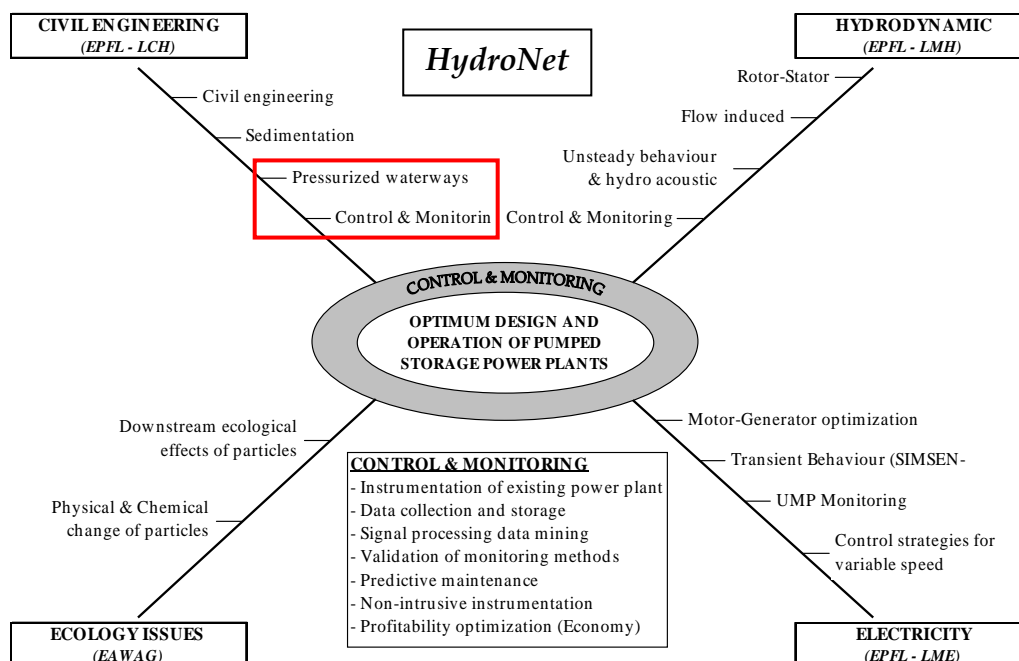 CIVIL ENGINEERING
(EPFL - LCH)
HydroNet
HYDRODYNAMIC
(EPFL - LMH)
Civil engineering
Sedimentation
Pressurized waterways
Control & Monitorin
Rotor-Stator
Flow induced
Unsteady behaviour
& hydro acoustic
Control & Monitoring
CONTROL & MONITORING
OPTIMUM DESIGN AND
OPERATION OF PUMPED
STORAGE POWER PLANTS
Downstream ecological
effects of particles
Physical & Chemical
change of particles
CONTROL & MONITORING
- Instrumentation of existing power plant
- Data collection and storage
- Signal processing data mining
- Validation of monitoring methods
- Predictive maintenance
- Non-intrusive instrumentation
- Profitability optimization (Economy)
Motor-Generator optimization
Transient Behaviour (SIMSEN-
UMP Monitoring
Control strategies for
variable speed
ECOLOGY ISSUES
(EAWAG)
ELECTRICITY
(EPFL - LME)